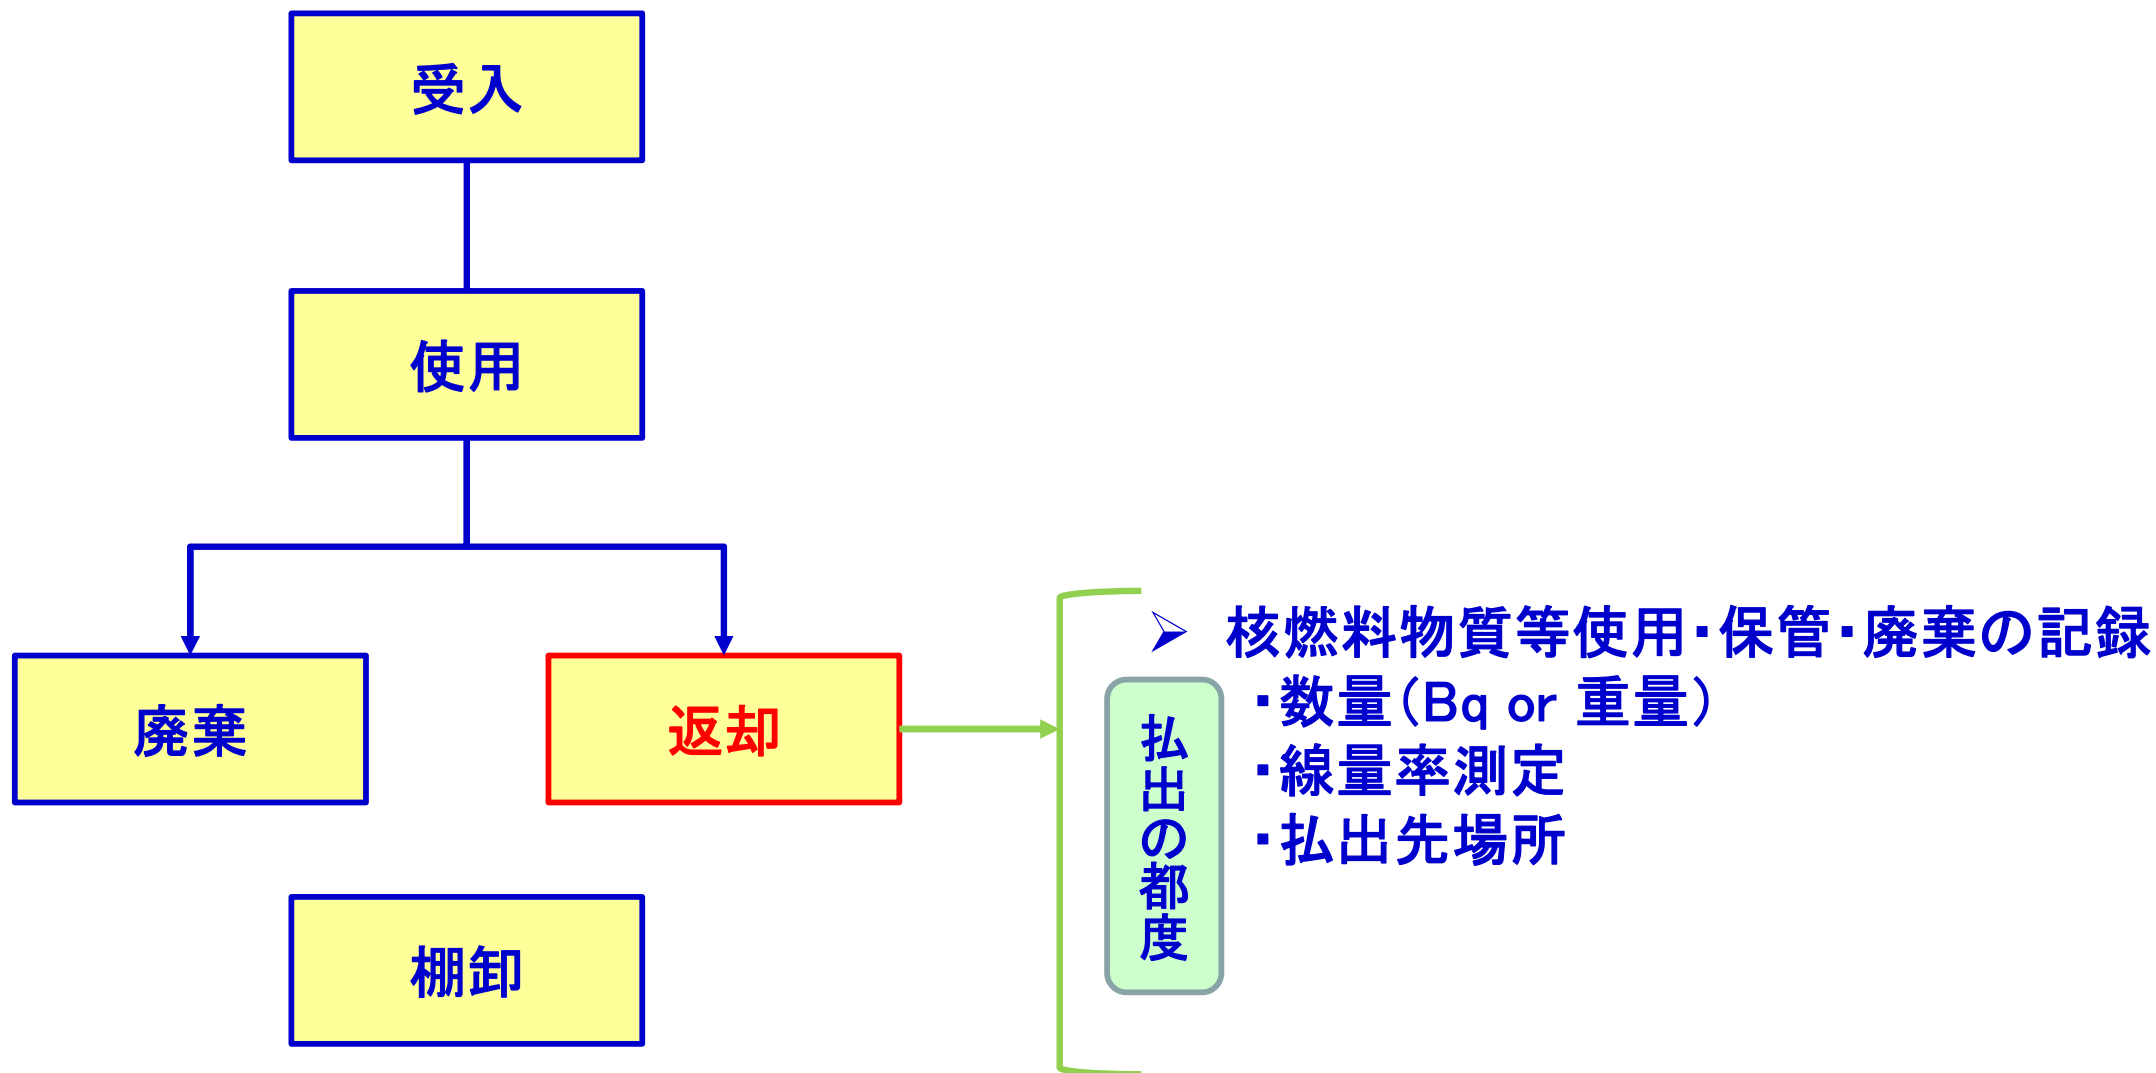 受入
使用
廃棄
返却
棚卸
➢ 核燃料物質等使用・保管・廃棄の記録
・数量(Bq or 重量)
・線量率測定
・払出先場所
払出の都度